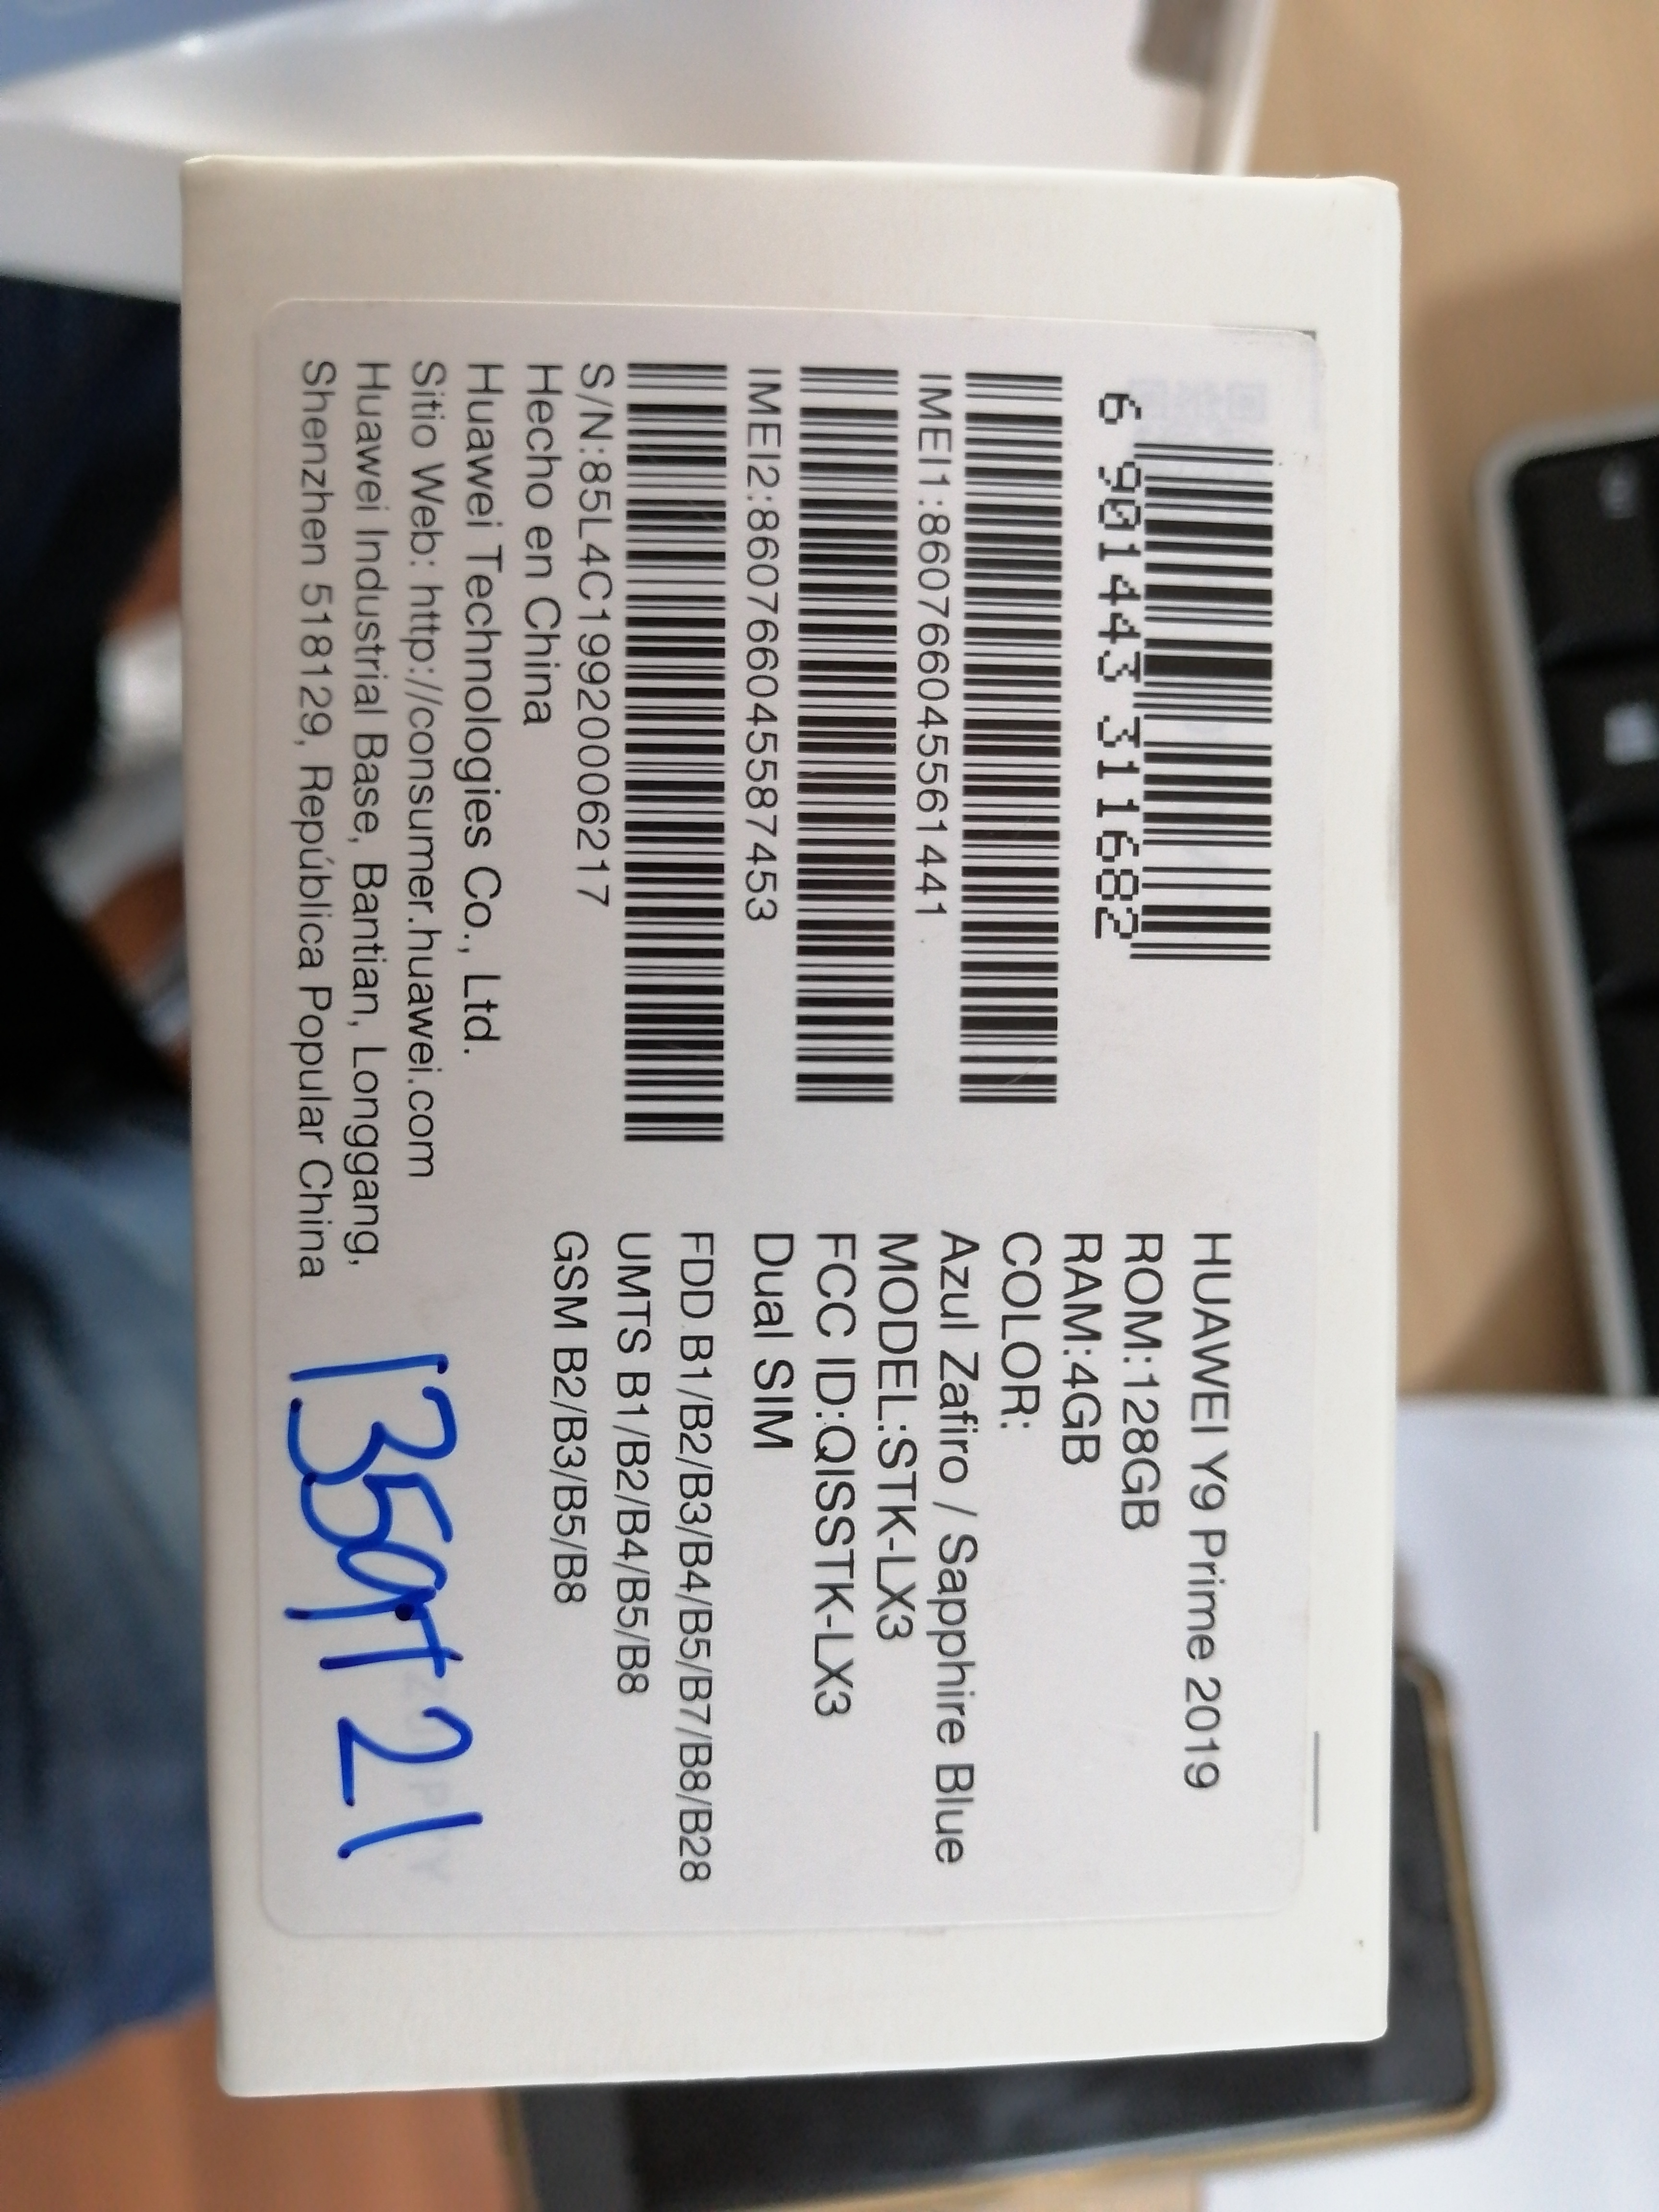 6 901443 311682
IMEI1:860766045561441
IMEI2:860766045587453
S/N:85L4C19920006217
Hecho en China
Huawei Technologies Co., Ltd.
Sitio Web: http://consumer.huawei.com
Huawei Industrial Base, Bantian, Longgang,
Shenzhen 518129, República Popular China
HUAWEI Y9 Prime 2019
ROM:128GB
RAM:4GB
COLOR:
Azul Zafiro / Sapphire Blue
MODEL:STK-LX3
FCC ID:QISSTK-LX3
Dual SIM
FDD B1/B2/B3/B4/B5/B7/B8/B28
UMTS B1/B2/B4/B5/B8
GSM B2/B3/B5/B8